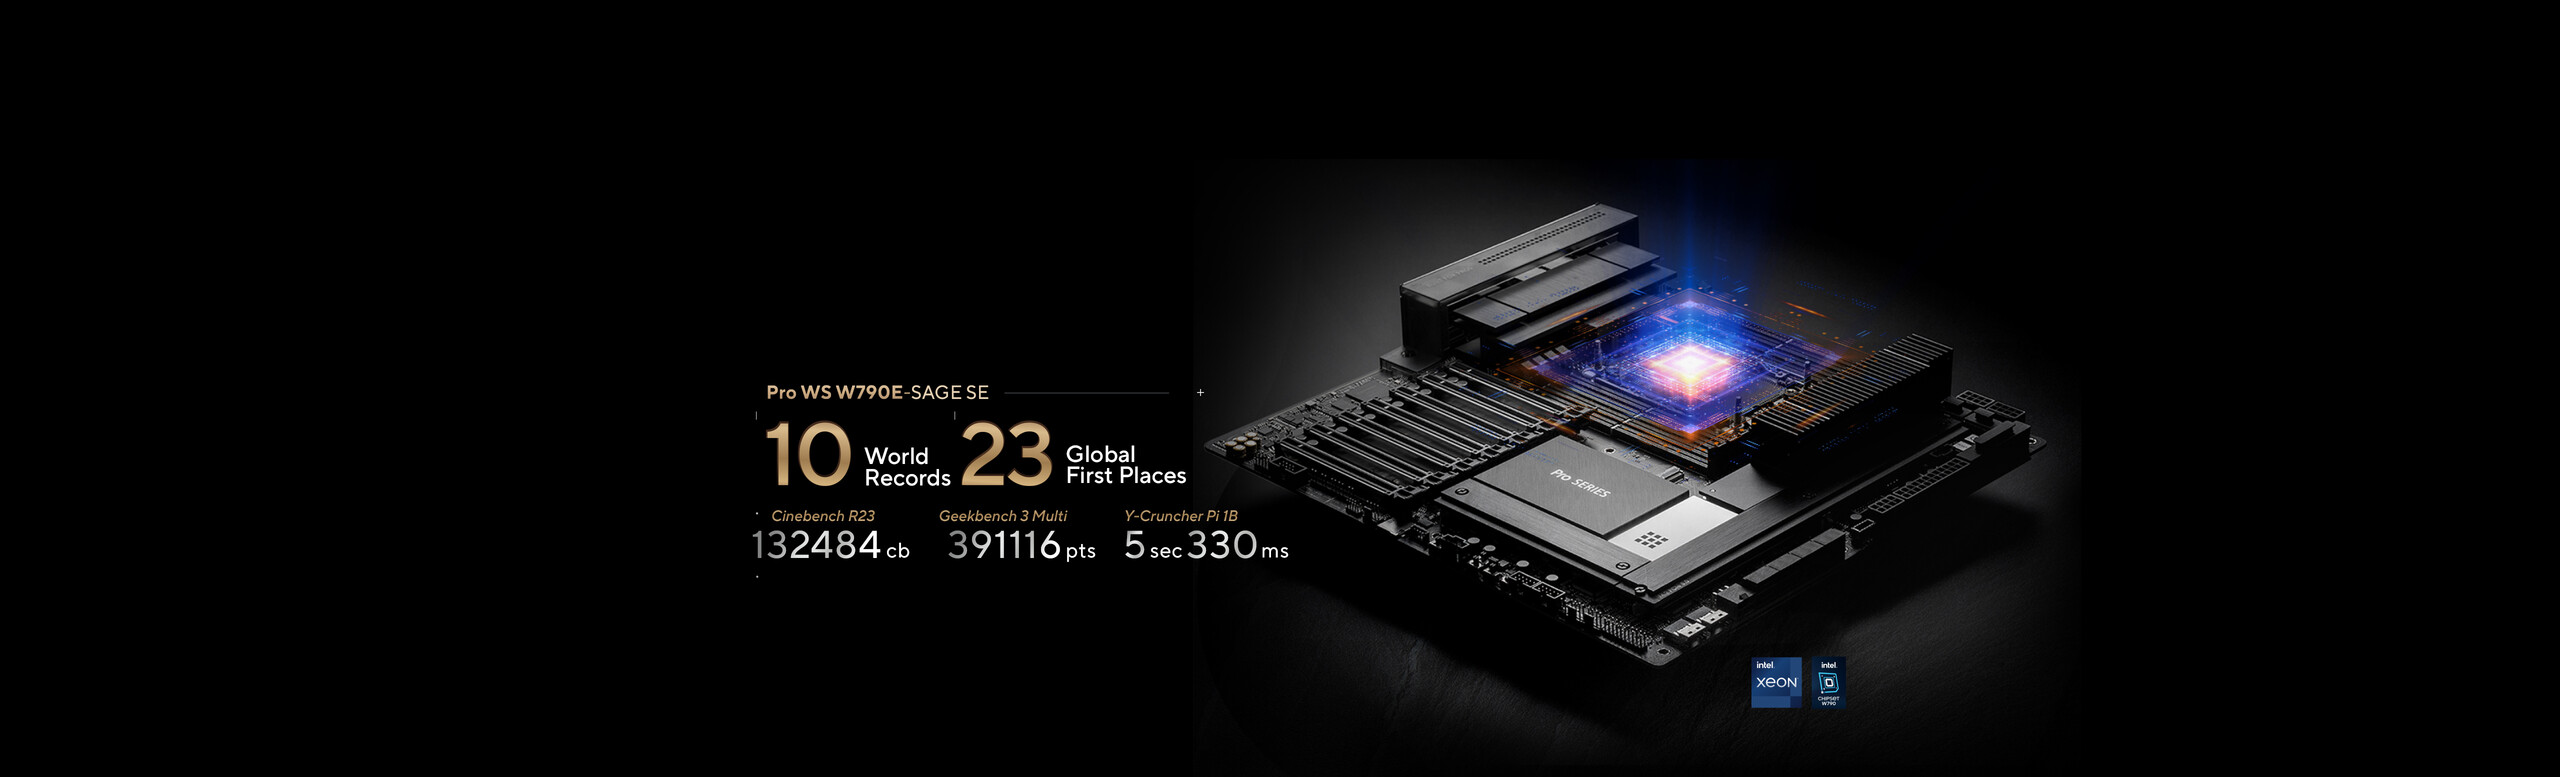 Pro WS W790E-SAGE SE
10 World Records
23 Global First Places
Cinebench R23
132484 cb
Geekbench 3 Multi
391116 pts
Y-Cruncher Pi 1B
5 sec 330 ms
Pro SERIES
intel.
XEON
intel.
CHIPSET
W790